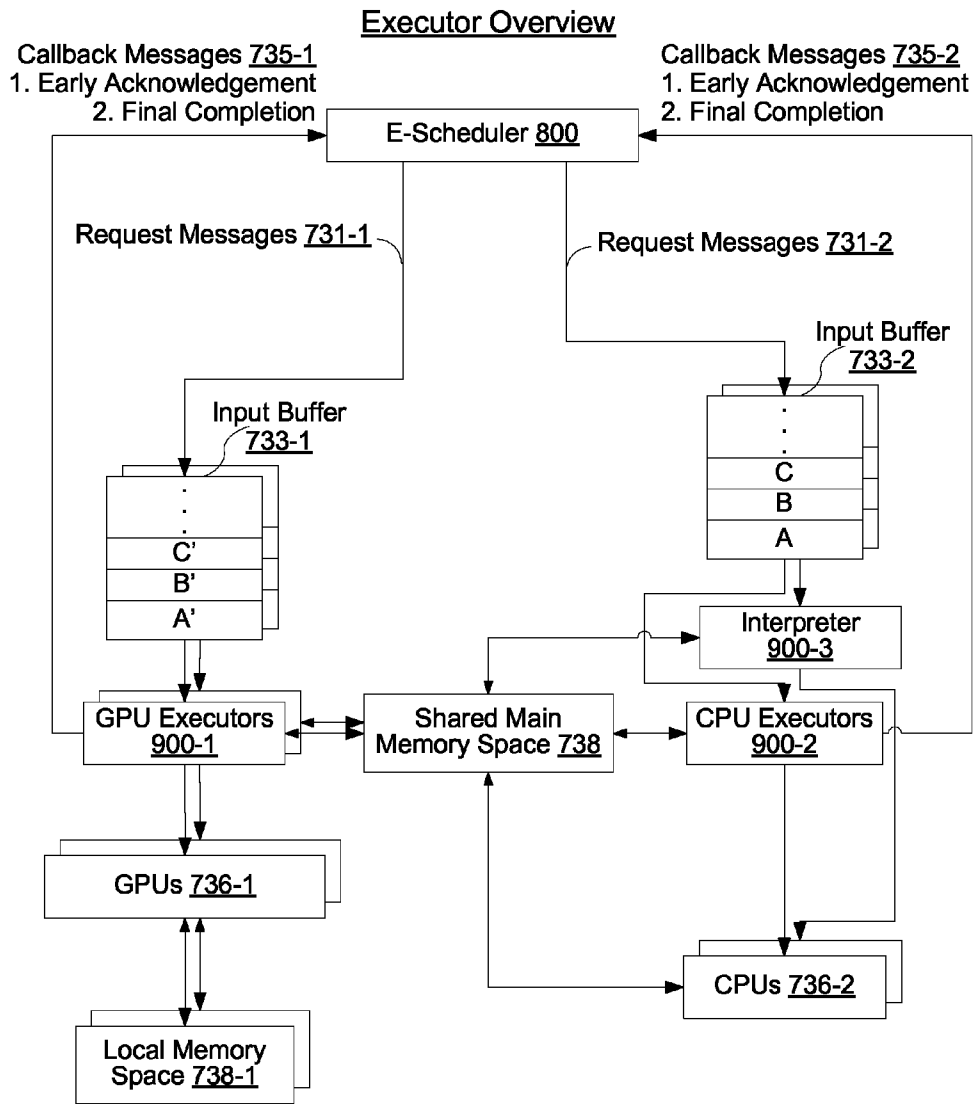 Executor Overview
Callback Messages 735-1
1. Early Acknowledgement
2. Final Completion
Callback Messages 735-2
1. Early Acknowledgement
2. Final Completion
E-Scheduler 800
Request Messages 731-1
Request Messages 731-2
Input Buffer
733-2
Input Buffer
733-1
.
.
.
C
B
A
.
.
.
C'
B'
A'
Interpreter
900-3
GPU Executors
900-1
Shared Main
Memory Space 738
CPU Executors
900-2
GPUs 736-1
CPUs 736-2
Local Memory
Space 738-1